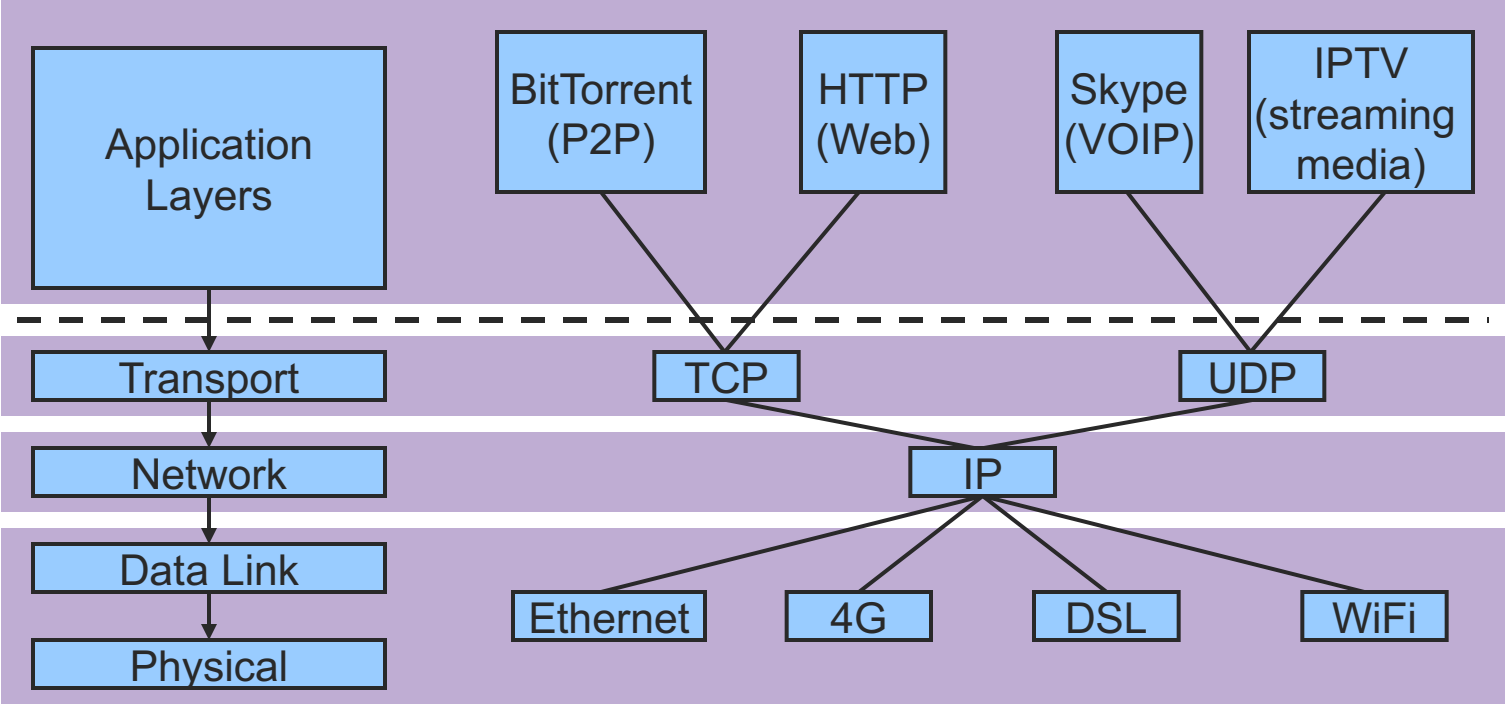 Application
Layers
BitTorrent
(P2P)
HTTP
(Web)
Skype
(VOIP)
IPTV
(streaming
media)
Transport
TCP
UDP
Network
IP
Data Link
Ethernet
4G
DSL
WiFi
Physical